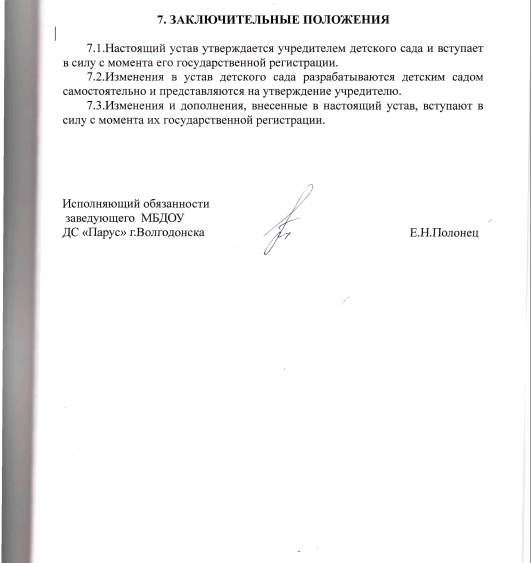 7. ЗАКЛЮЧИТЕЛЬНЫЕ ПОЛОЖЕНИЯ
7.1.Настоящий устав утверждается учредителем детского сада и вступает
в силу с момента его государственной регистрации.
7.2.Изменения в устав детского сада разрабатываются детским садом
самостоятельно и представляются на утверждение учредителю.
7.3.Изменения и дополнения, внесенные в настоящий устав, вступают в
силу с момента их государственной регистрации.
Исполняющий обязанности
заведующего МБДОУ
ДС «Парус» г.Волгодонска Е.Н.Полонец